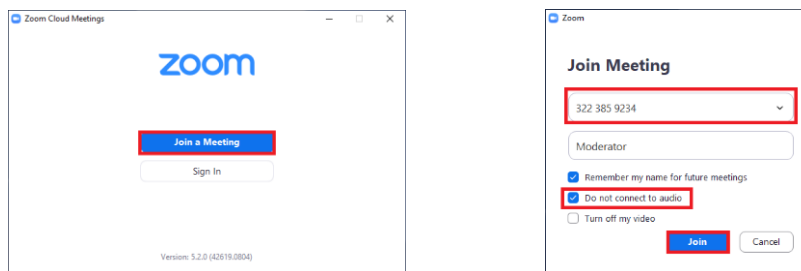 Zoom Cloud Meetings
zoom
Join a Meeting
Sign In
Version: 5.2.0 (42619.0804)
Zoom
Join Meeting
322 385 9234
Moderator
Remember my name for future meetings
Do not connect to audio
Turn off my video
Join
Cancel